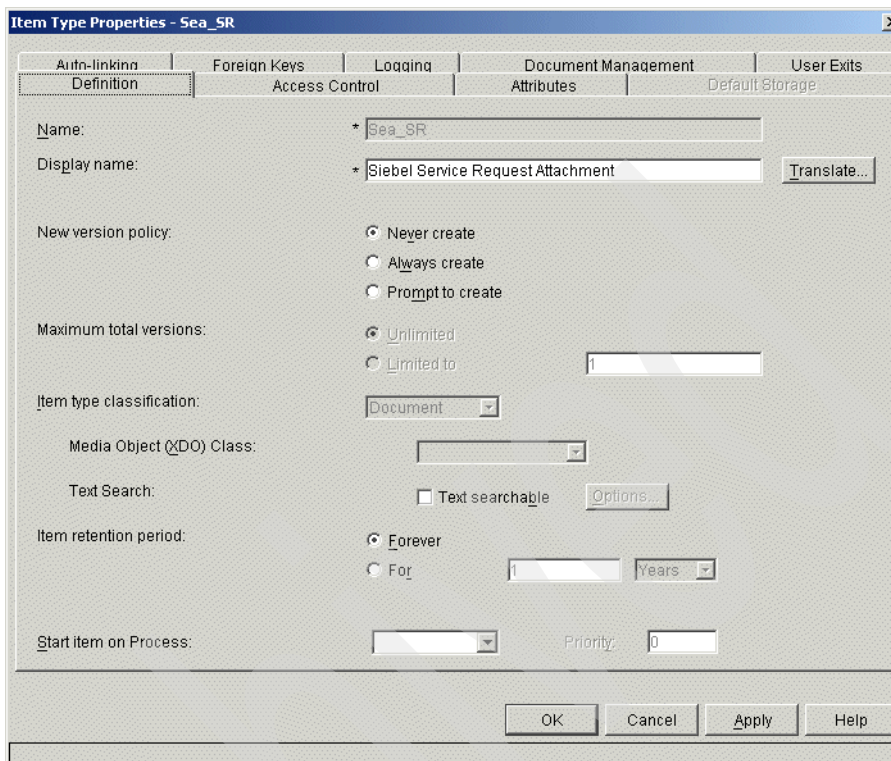 Item Type Properties - Sea_SR
Auto-linking Foreign Keys Logging Document Management User Exits
Definition Access Control Attributes Default Storage
Name: * Sea_SR
Display name: * Siebel Service Request Attachment Translate...
New version policy: Never create
Always create
Prompt to create
Maximum total versions: Unlimited
Limited to 1
Item type classification: Document
Media Object (XDO) Class:
Text Search: Text searchable Options...
Item retention period: Forever
For 1 Years
Start item on Process: Priority: 0
OK Cancel Apply Help